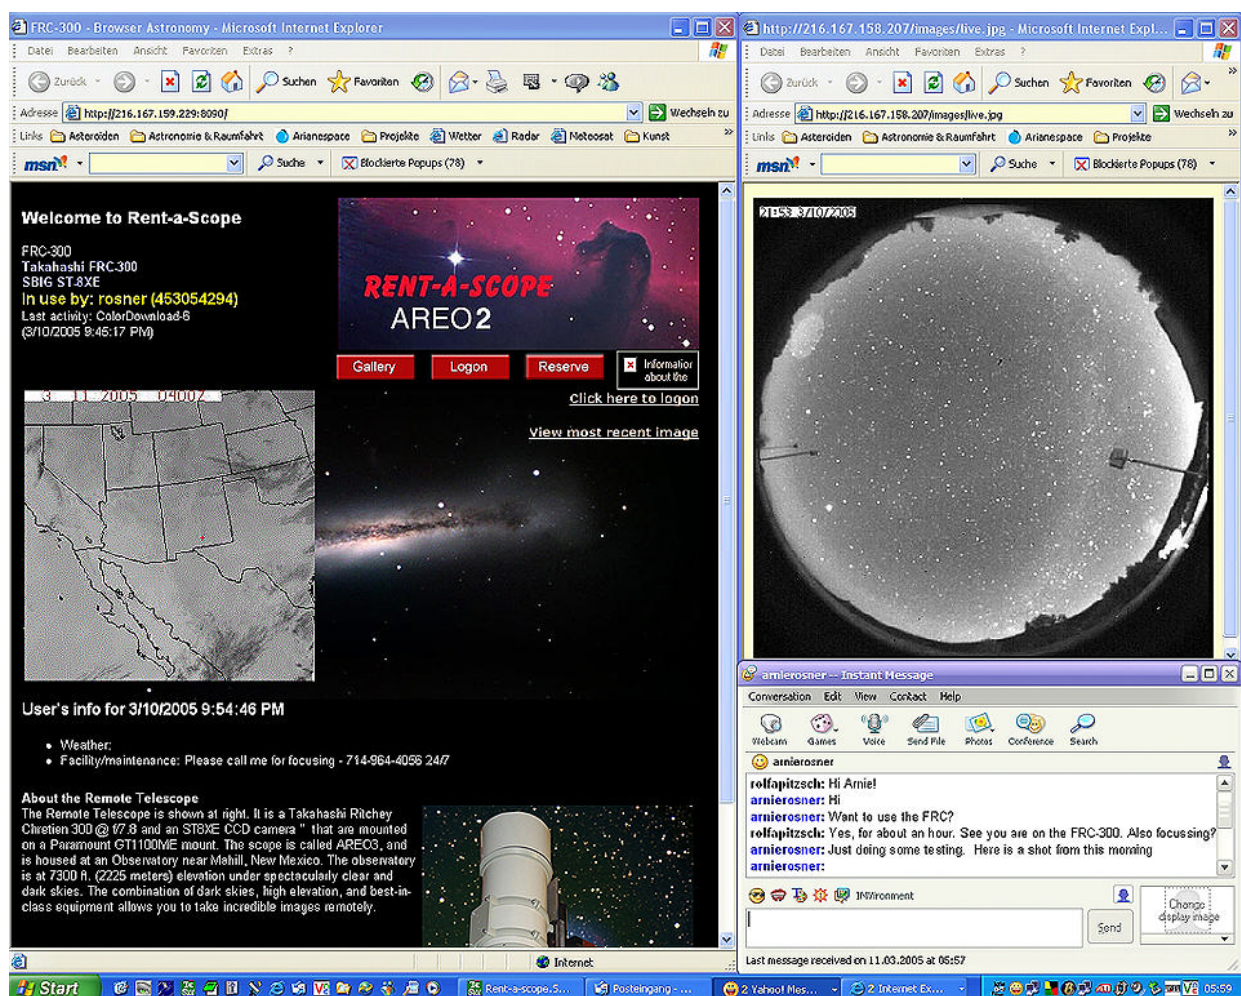 FRC-300 - Browser Astronomy - Microsoft Internet Explorer
Datei Bearbeiten Ansicht Favoriten Extras ?
Zurück Suchen Favoriten
Adresse http://216.167.159.229:8090/ Wechseln zu
Links Asteroiden Astronomie & Raumfahrt Arianespace Projekte Wetter Radar Meteosat Kunst »
msn Suche Blockierte Popups (78)
Welcome to Rent-a-Scope
FRC-300
Takahashi FRC-300
SBIG ST-8XE
In use by: rosner (453054294)
Last activity: ColorDownload-6
(3/10/2005 9:45:17 PM)
RENT-A-SCOPE
AREO2
Gallery Logon Reserve Information
about the
Click here to logon
View most recent image
3 11 2005 0400Z
User's info for 3/10/2005 9:54:46 PM
• Weather:
• Facility/maintenance: Please call me for focusing - 714-964-4056 24/7
About the Remote Telescope
The Remote Telescope is shown at right. It is a Takahashi Ritchey
Chretien 300 @ f/7.8 and an ST8XE CCD camera " that are mounted
on a Paramount GT1100ME mount. The scope is called AREO3, and
is housed at an Observatory near Mahill, New Mexico. The observatory
is at 7300 ft. (2225 meters) elevation under spectacularly clear and
dark skies. The combination of dark skies, high elevation, and best-in-
class equipment allows you to take incredible images remotely.
Internet
http://216.167.158.207/images/live.jpg - Microsoft Internet Expl...
Datei Bearbeiten Ansicht Favoriten Extras ?
Zurück Suchen Favoriten »
Adresse http://216.167.158.207/images/live.jpg Wechseln zu
Links Asteroiden Astronomie & Raumfahrt Arianespace Projekte »
msn Suche Blockierte Popups (78)
21:53 3/10/2005
arnierosner -- Instant Message
Conversation Edit View Contact Help
Webcam Games Voice Send File Photos Conference Search
arnierosner
rolfapitzsch: Hi Arnie!
arnierosner: Hi
arnierosner: Want to use the FRC?
rolfapitzsch: Yes, for about an hour. See you are on the FRC-300. Also focussing?
arnierosner: Just doing some testing. Here is a shot from this morning
arnierosner:
IMVironment
Send
Change
display image
Last message received on 11.03.2005 at 05:57
Start Rent-a-scope.S... Posteingang - ... 2 Yahoo! Mes... 2 Internet Ex... 05:59